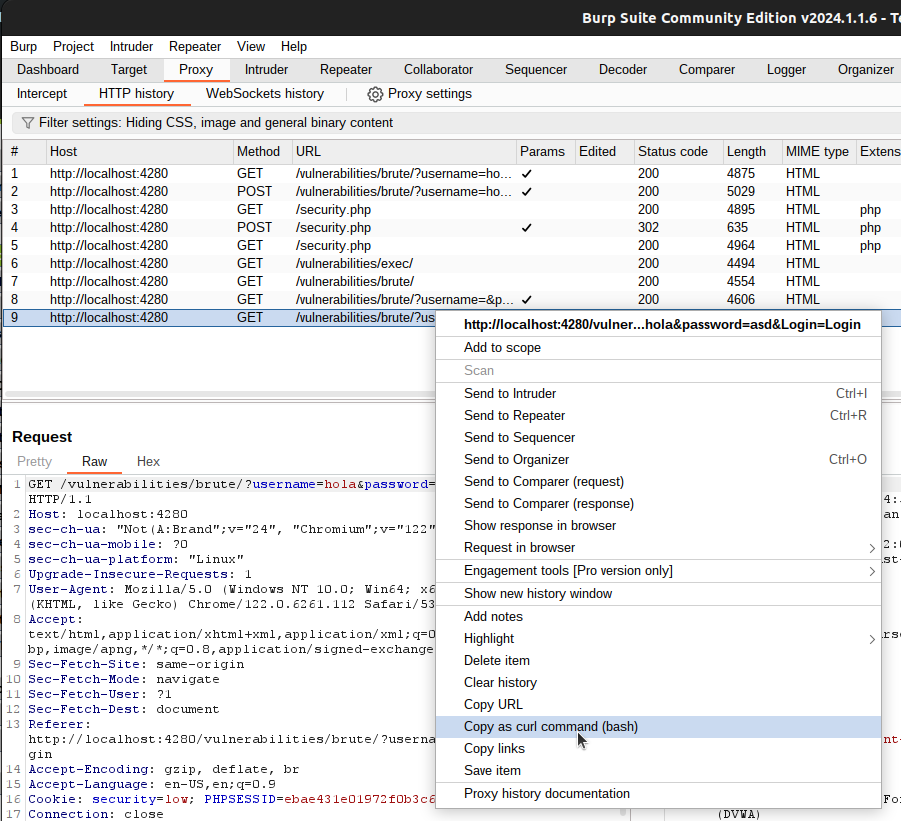 Burp Suite Community Edition v2024.1.1.6 - Te
Burp Project Intruder Repeater View Help
Dashboard Target Proxy Intruder Repeater Collaborator Sequencer Decoder Comparer Logger Organizer
Intercept HTTP history WebSockets history Proxy settings
Filter settings: Hiding CSS, image and general binary content
# Host Method URL Params Edited Status code Length MIME type Extens
1 http://localhost:4280 GET /vulnerabilities/brute/?username=ho... ✓ 200 4875 HTML
2 http://localhost:4280 POST /vulnerabilities/brute/?username=ho... ✓ 200 5029 HTML
3 http://localhost:4280 GET /security.php 200 4895 HTML php
4 http://localhost:4280 POST /security.php ✓ 302 635 HTML php
5 http://localhost:4280 GET /security.php 200 4964 HTML php
6 http://localhost:4280 GET /vulnerabilities/exec/ 200 4494 HTML
7 http://localhost:4280 GET /vulnerabilities/brute/ 200 4554 HTML
8 http://localhost:4280 GET /vulnerabilities/brute/?username=&p... ✓ 200 4606 HTML
9 http://localhost:4280 GET /vulnerabilities/brute/?us
http://localhost:4280/vulner...hola&password=asd&Login=Login
Add to scope
Scan
Send to Intruder Ctrl+I
Send to Repeater Ctrl+R
Send to Sequencer
Send to Organizer Ctrl+O
Send to Comparer (request)
Send to Comparer (response)
Show response in browser
Request in browser
Engagement tools [Pro version only]
Show new history window
Add notes
Highlight
Delete item
Clear history
Copy URL
Copy as curl command (bash)
Copy links
Save item
Proxy history documentation
Request
Pretty Raw Hex
1 GET /vulnerabilities/brute/?username=hola&password=
HTTP/1.1
2 Host: localhost:4280
3 sec-ch-ua: "Not(A:Brand";v="24", "Chromium";v="122"
4 sec-ch-ua-mobile: ?0
5 sec-ch-ua-platform: "Linux"
6 Upgrade-Insecure-Requests: 1
7 User-Agent: Mozilla/5.0 (Windows NT 10.0; Win64; x6
(KHTML, like Gecko) Chrome/122.0.6261.112 Safari/53
8 Accept:
text/html,application/xhtml+xml,application/xml;q=0
bp,image/apng,*/*;q=0.8,application/signed-exchange
9 Sec-Fetch-Site: same-origin
10 Sec-Fetch-Mode: navigate
11 Sec-Fetch-User: ?1
12 Sec-Fetch-Dest: document
13 Referer:
http://localhost:4280/vulnerabilities/brute/?userna
gin
14 Accept-Encoding: gzip, deflate, br
15 Accept-Language: en-US,en;q=0.9
16 Cookie: security=low; PHPSESSID=ebae431e01972f0b3c6
17 Connection: close
(DVWA)